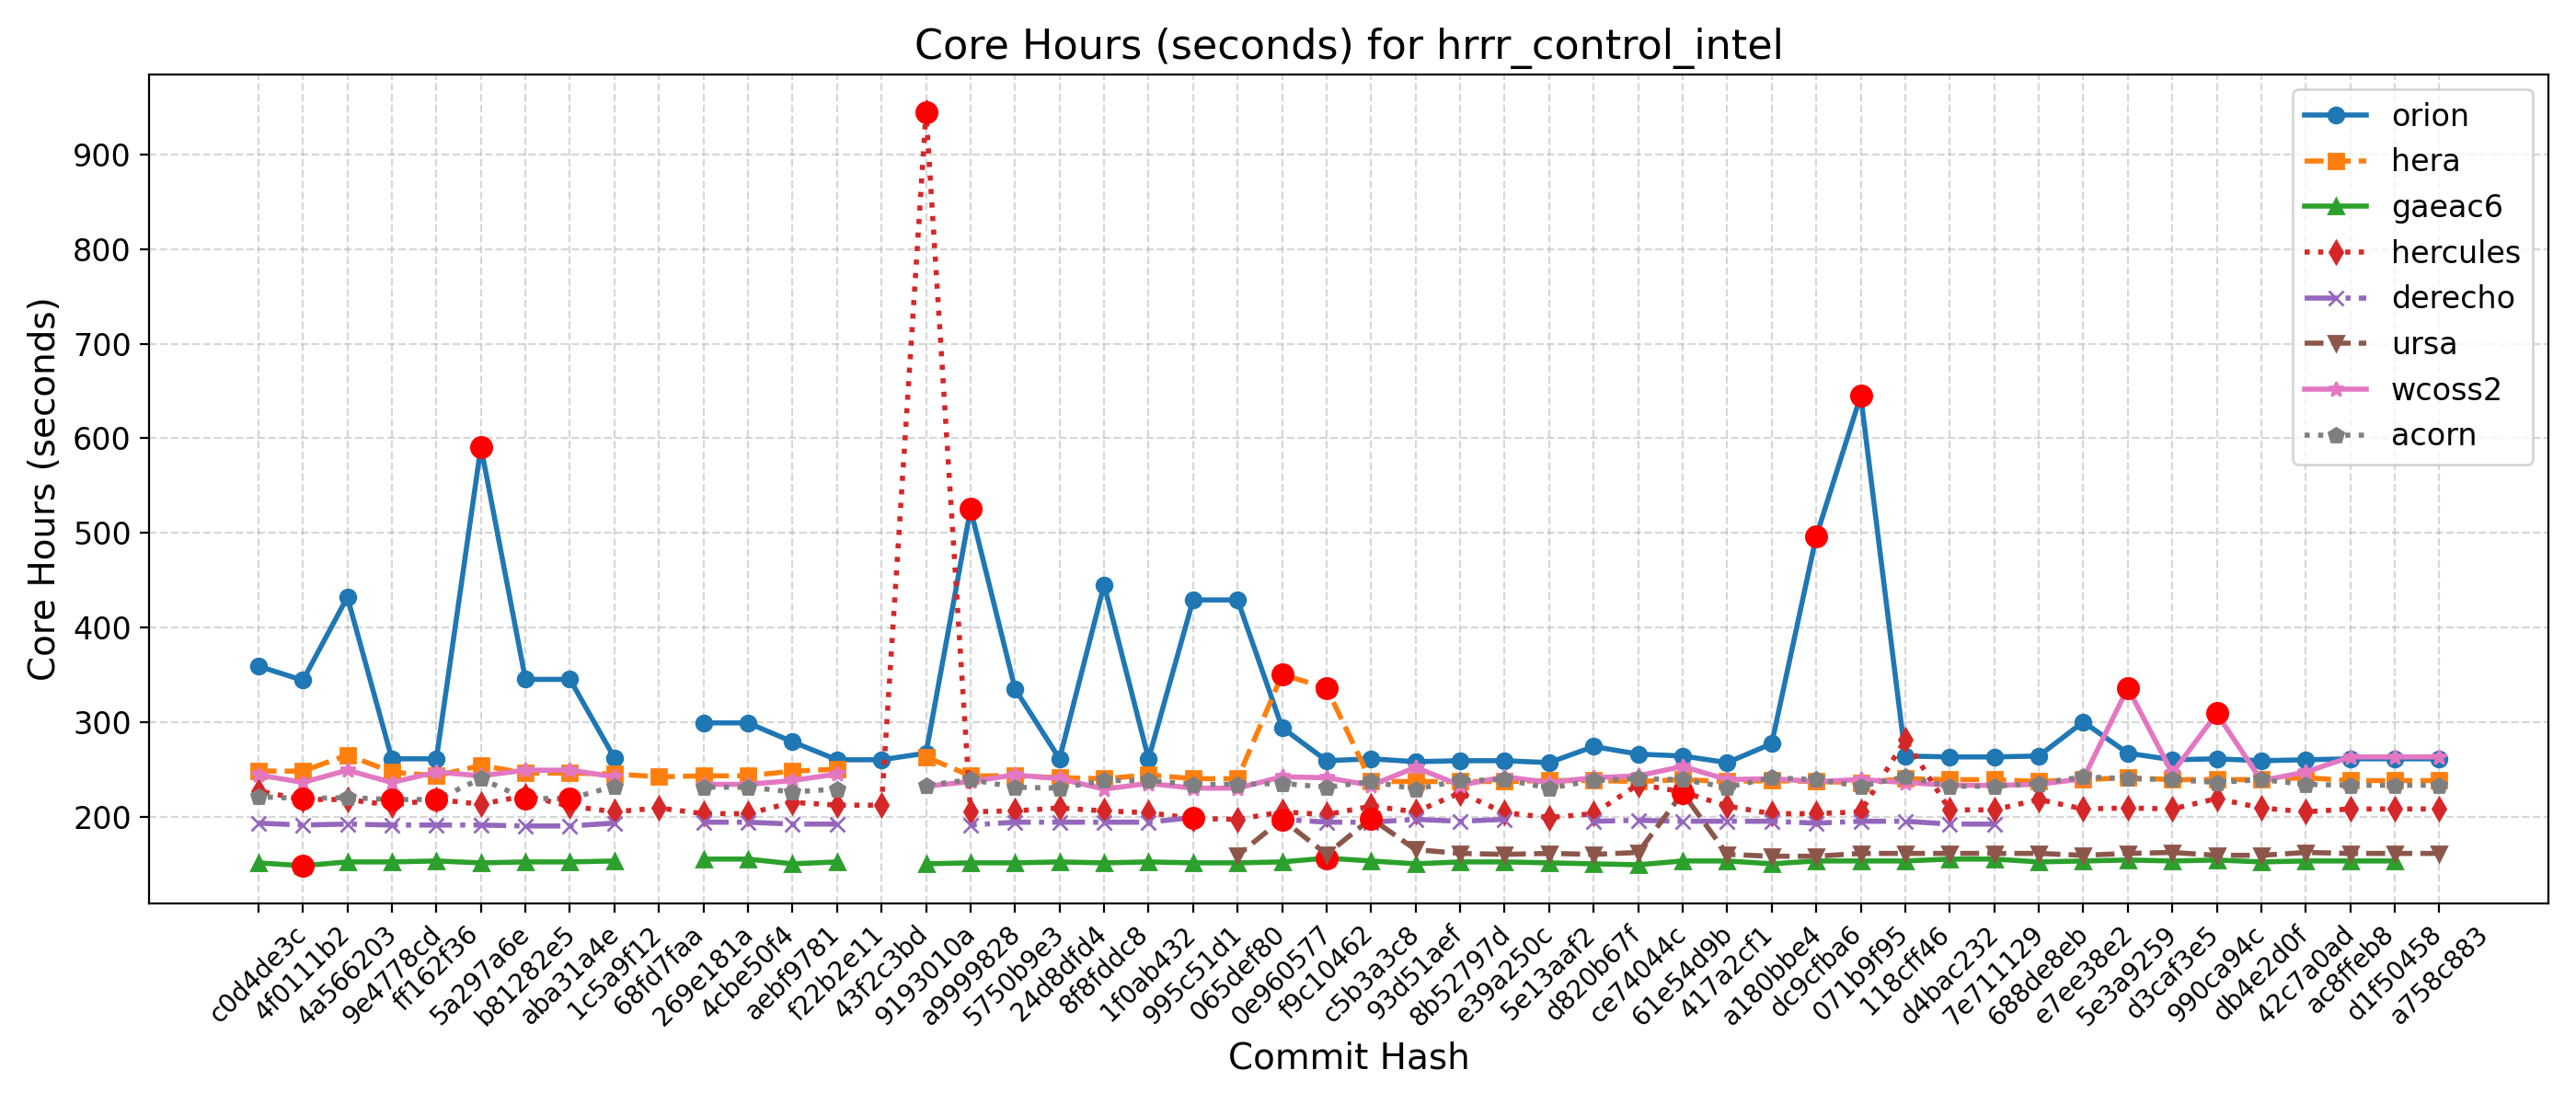 Core Hours (seconds) for hrrr_control_intel
Core Hours (seconds)
900
800
700
600
500
400
300
200
orion
hera
gaeac6
hercules
derecho
ursa
wcoss2
acorn
c0d4de3c
4f0111b2
4a566203
9e4778cd
ff162f36
5a297a6e
b81282e5
aba31a4e
1c5a9f12
68fd7faa
269e181a
4cbe50f4
aebf9781
f22b2e11
43f2c3bd
9193010a
a9999828
5750b9e3
24d8dfd4
8f8fddc8
1f0ab432
995c51d1
065def80
0e960577
f9c10462
c5b3a3c8
93d51aef
8b52797d
e39a250c
5e13aaf2
d820b67f
ce74044c
61e54d9b
417a2cf1
a180bbe4
dc9cfba6
071b9f95
118cff46
d4bac232
7e711129
688de8eb
e7ee38e2
5e3a9259
d3caf3e5
990ca94c
db4e2d0f
42c7a0ad
ac8ffeb8
d1f50458
a758c883
Commit Hash